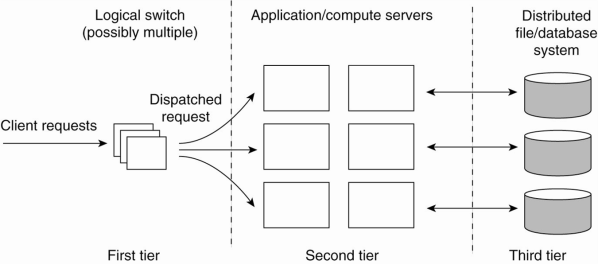 Logical switch
(possibly multiple)
Application/compute servers
Distributed
file/database
system
Dispatched
request
Client requests
First tier
Second tier
Third tier